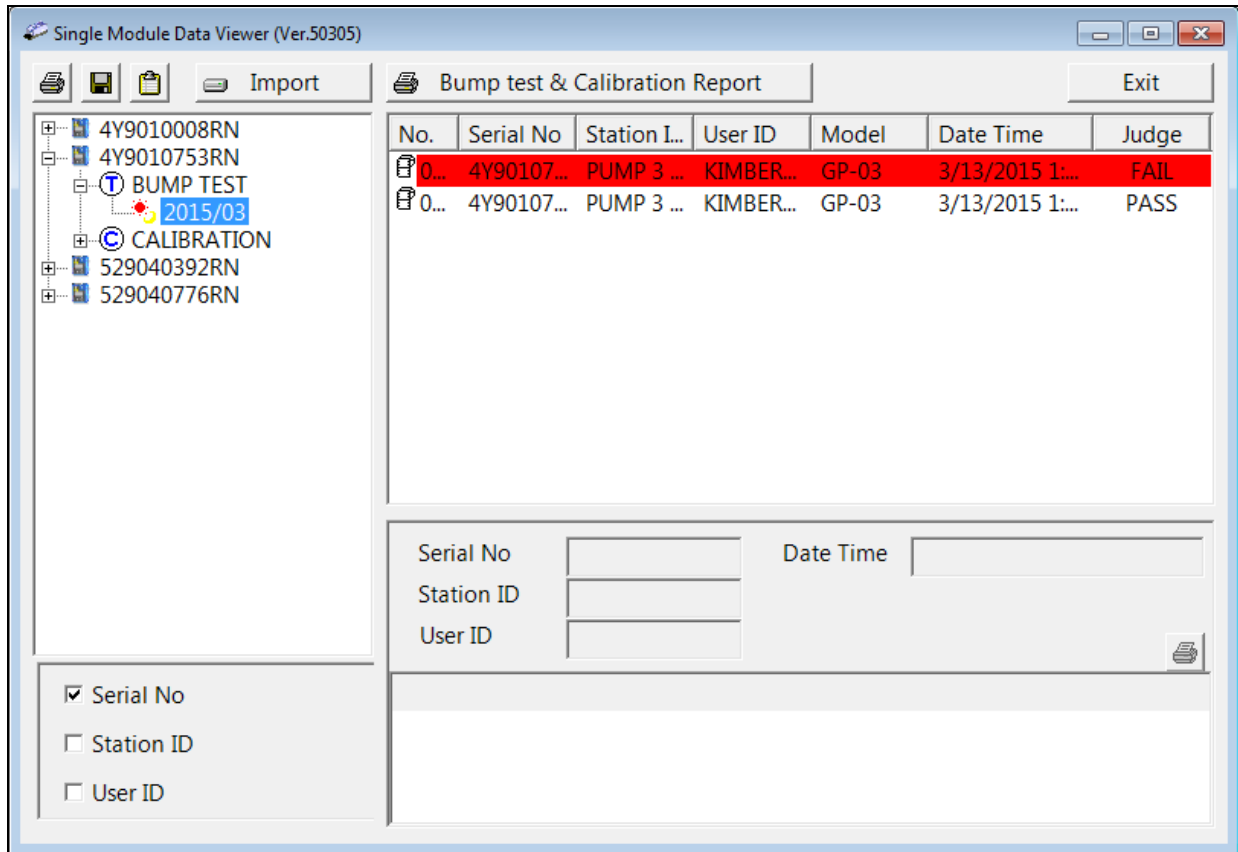 Single Module Data Viewer (Ver.50305)
Import Bump test & Calibration Report Exit
4Y9010008RN
4Y9010753RN
T BUMP TEST
2015/03
C CALIBRATION
529040392RN
529040776RN
No. Serial No Station I... User ID Model Date Time Judge
0... 4Y90107... PUMP 3 ... KIMBER... GP-03 3/13/2015 1:... FAIL
0... 4Y90107... PUMP 3 ... KIMBER... GP-03 3/13/2015 1:... PASS
Serial No Date Time
Station ID
User ID
Serial No
Station ID
User ID